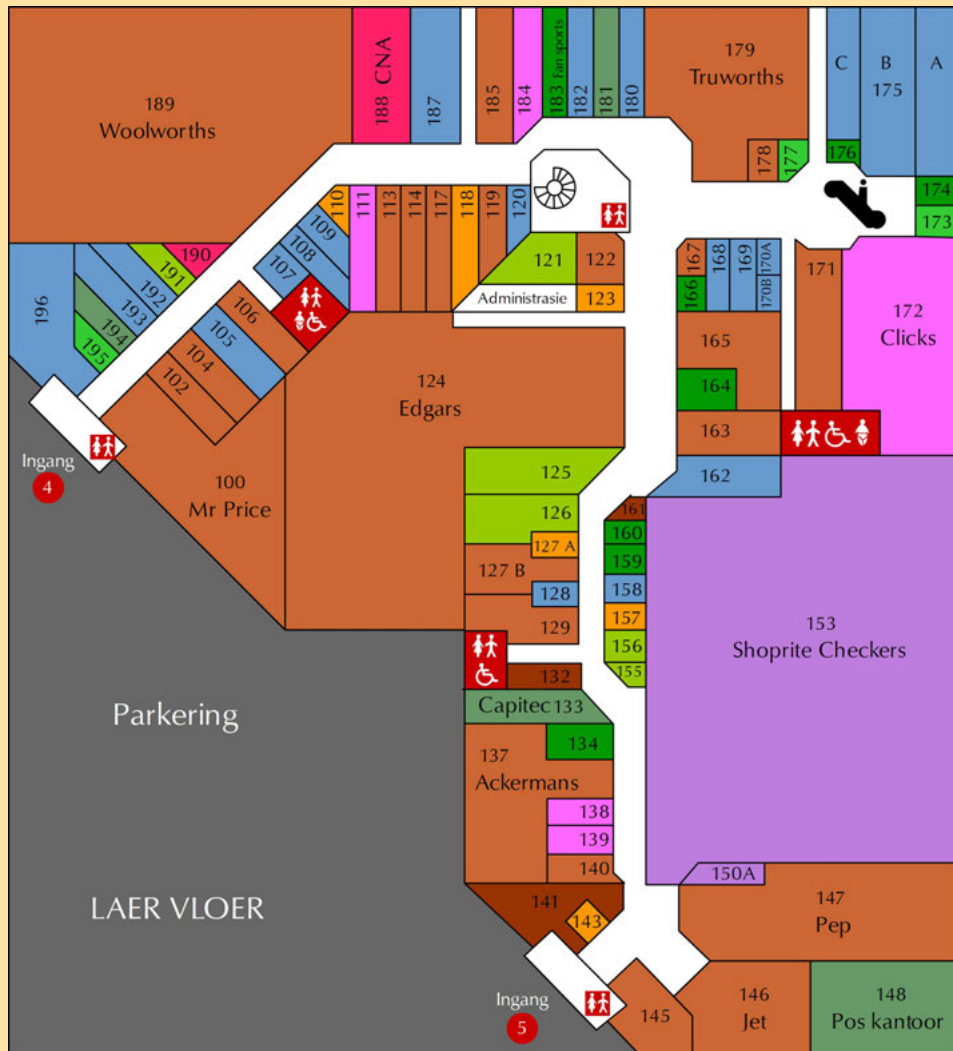 189
Woolworths
188 CNA
187
185
184
183 Fan sports
182
181
180
179
Truworths
178
177
C
B
175
A
176
174
173
110
111
113
114
117
118
119
120
109
108
107
190
191
192
193
194
195
196
106
105
104
102
121
122
123
Administrasie
167
166
168
169
170A
170B
171
172
Clicks
165
164
163
162
124
Edgars
100
Mr Price
Ingang
4
125
126
127 A
127 B
128
129
132
Capitec 133
134
137
Ackermans
138
139
140
141
143
161
160
159
158
157
156
155
153
Shoprite Checkers
150A
147
Pep
145
146
Jet
148
Pos kantoor
Ingang
5
Parkering
LAER VLOER